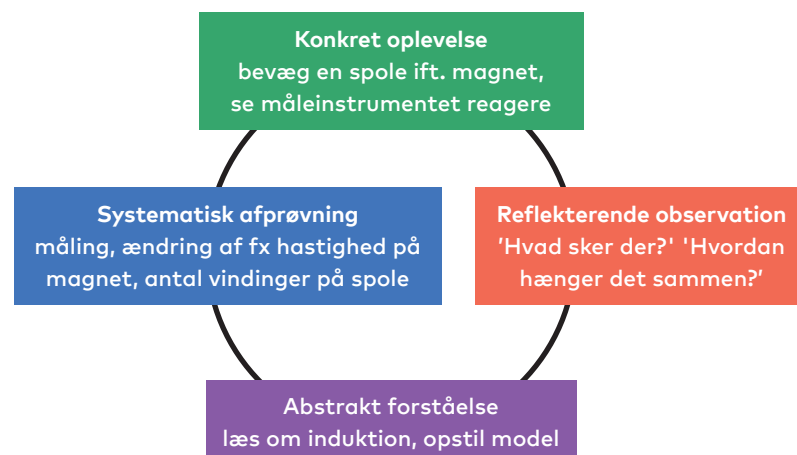 Konkret oplevelse
bevæg en spole ift. magnet,
se måleinstrumentet reagere
Systematisk afprøvning
måling, ændring af fx hastighed på
magnet, antal vindinger på spole
Reflekterende observation
'Hvad sker der?' 'Hvordan
hænger det sammen?'
Abstrakt forståelse
læs om induktion, opstil model